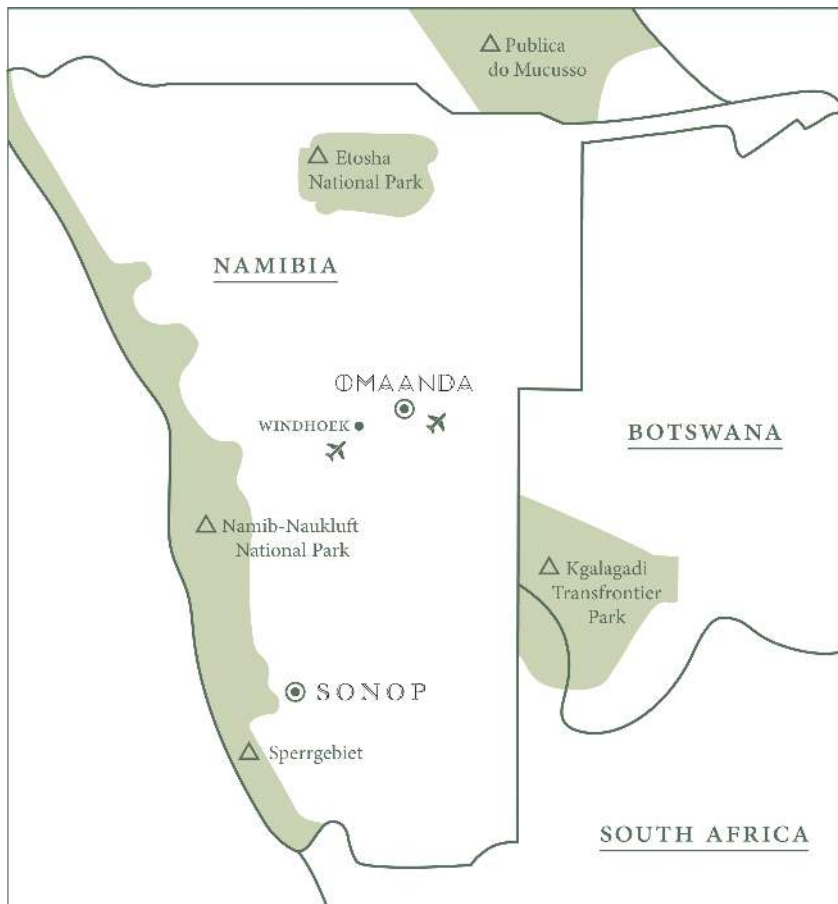 Publica
do Mucusso
Etosha
National Park
NAMIBIA
OMAANDA
WINDHOEK
BOTSWANA
Namib-Naukluft
National Park
Kgalagadi
Transfrontier
Park
SONOP
Sperrgebiet
SOUTH AFRICA